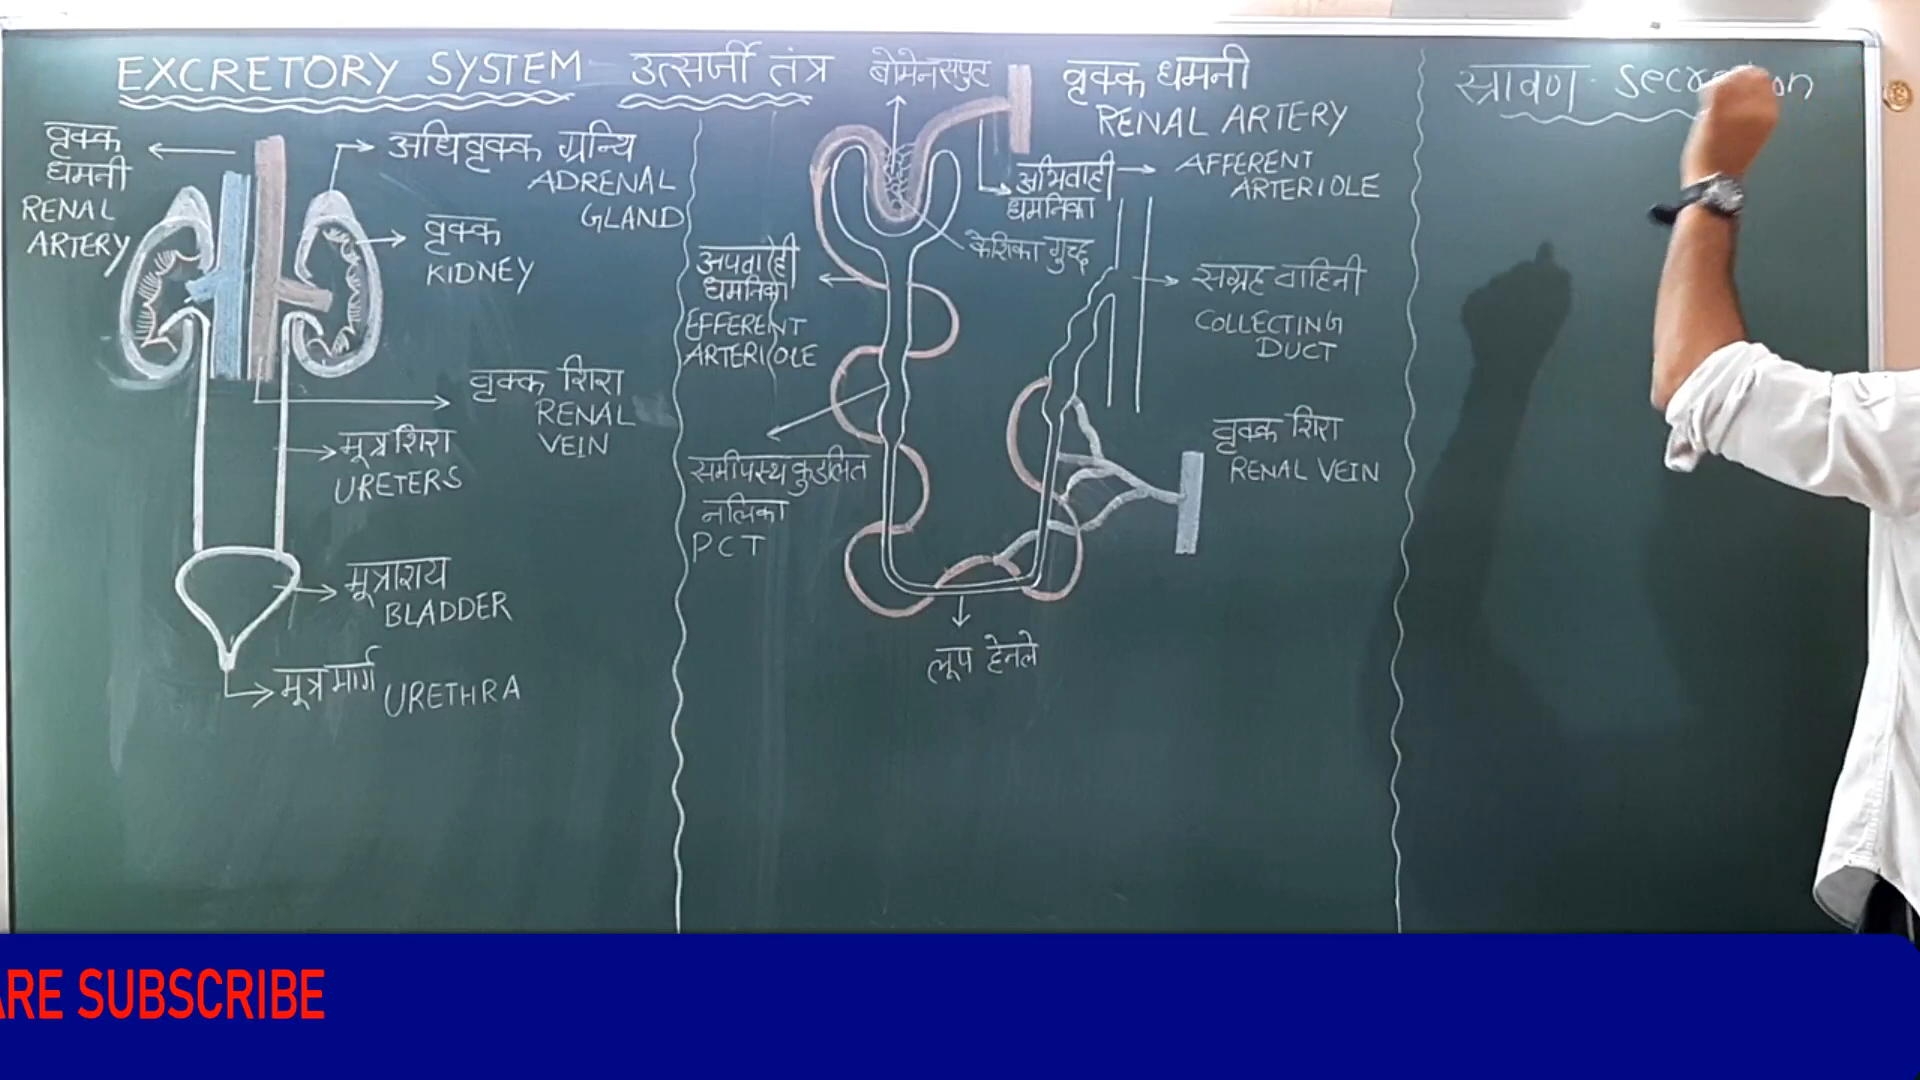 EXCRETORY SYSTEM उत्सर्जी तंत्र
वृक्क
धमनी
RENAL
ARTERY
अधिवृक्क ग्रन्थि
ADRENAL
GLAND
वृक्क
KIDNEY
वृक्क शिरा
RENAL
VEIN
मूत्रशिरा
URETERS
मूत्राशय
BLADDER
मूत्रमार्ग URETHRA
बोमेनसपुट
वृक्क धमनी
RENAL ARTERY
अभिवाही
धमनिका
AFFERENT
ARTERIOLE
केशिका गुच्छ
अपवाही
धमनिका
EFFERENT
ARTERIOLE
संग्रह वाहिनी
COLLECTING
DUCT
समीपस्थ कुडलित
नलिका
PCT
वृक्क शिरा
RENAL VEIN
लूप हेनले
स्त्रावण
ARE SUBSCRIBE